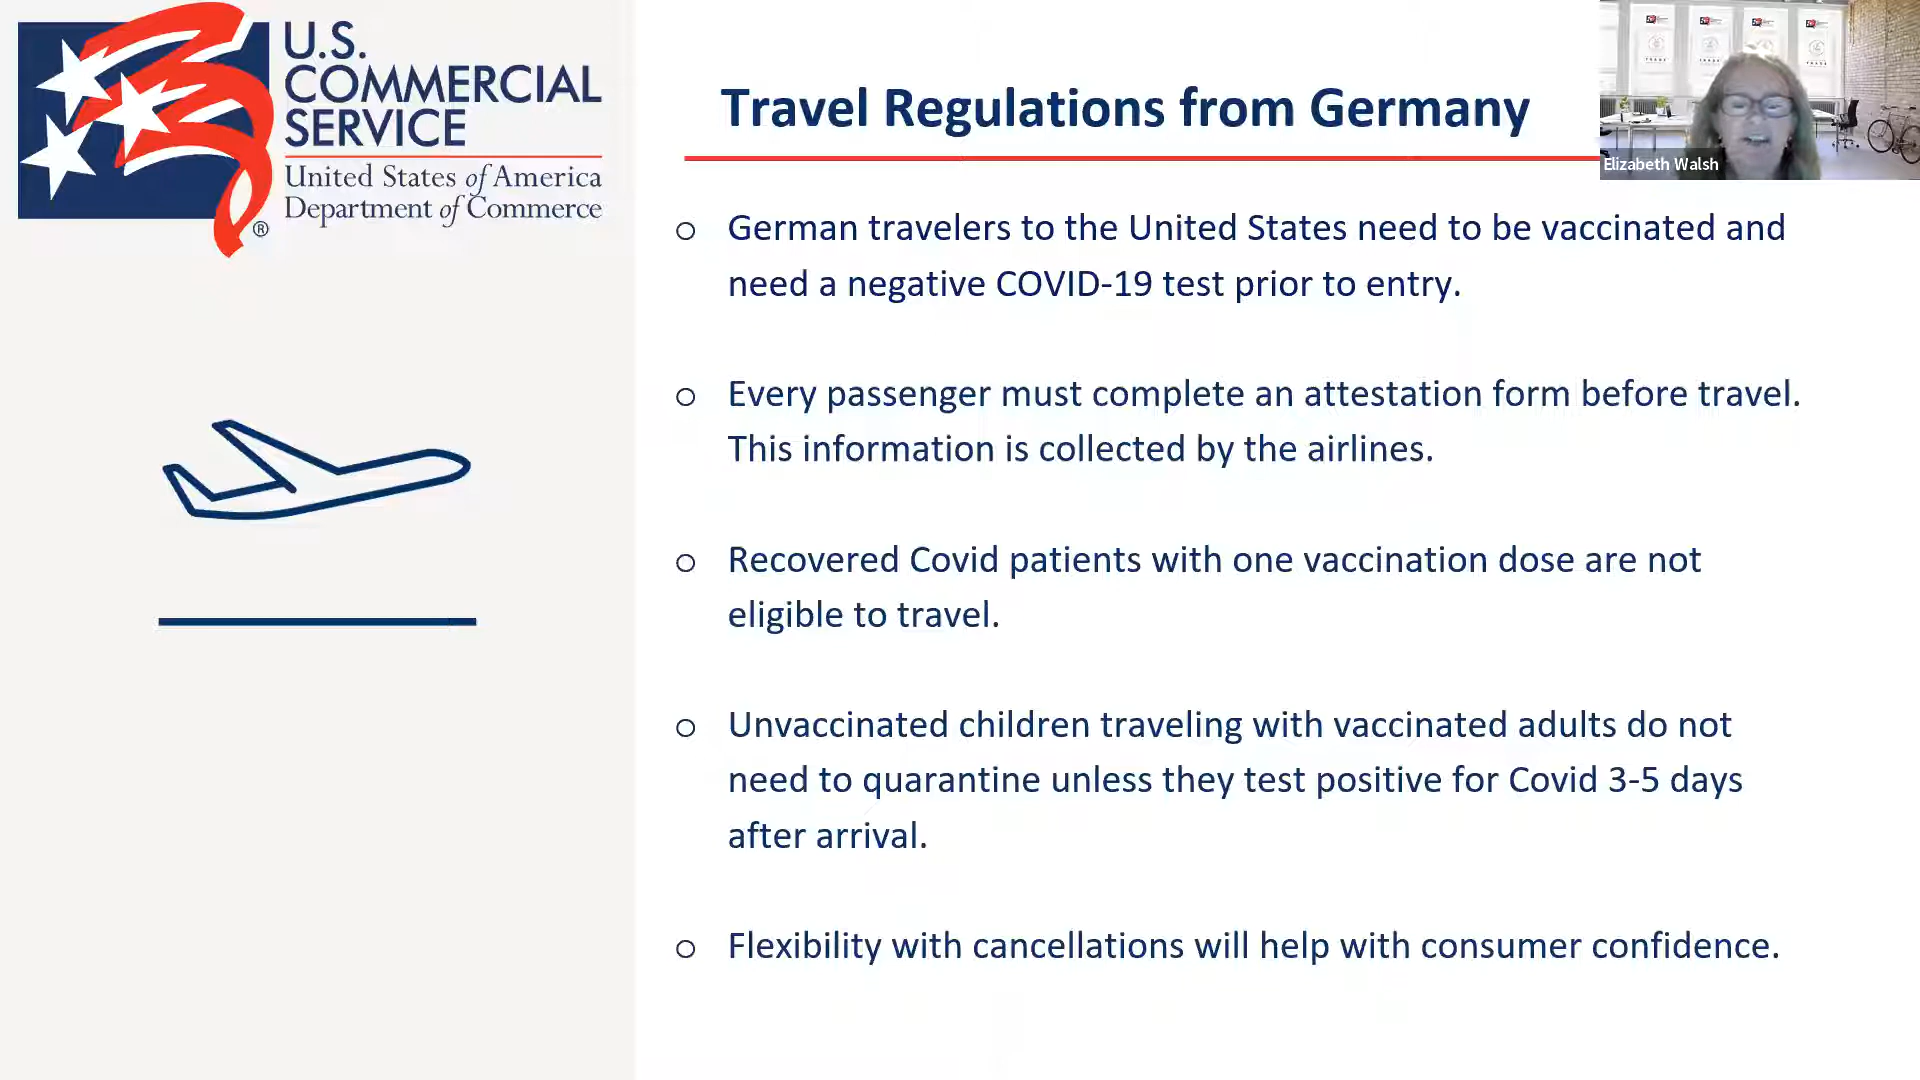 U.S.
COMMERCIAL
SERVICE
United States of America
Department of Commerce
®
Travel Regulations from Germany
Elizabeth Walsh
○ German travelers to the United States need to be vaccinated and
need a negative COVID-19 test prior to entry.
○ Every passenger must complete an attestation form before travel.
This information is collected by the airlines.
○ Recovered Covid patients with one vaccination dose are not
eligible to travel.
○ Unvaccinated children traveling with vaccinated adults do not
need to quarantine unless they test positive for Covid 3-5 days
after arrival.
○ Flexibility with cancellations will help with consumer confidence.